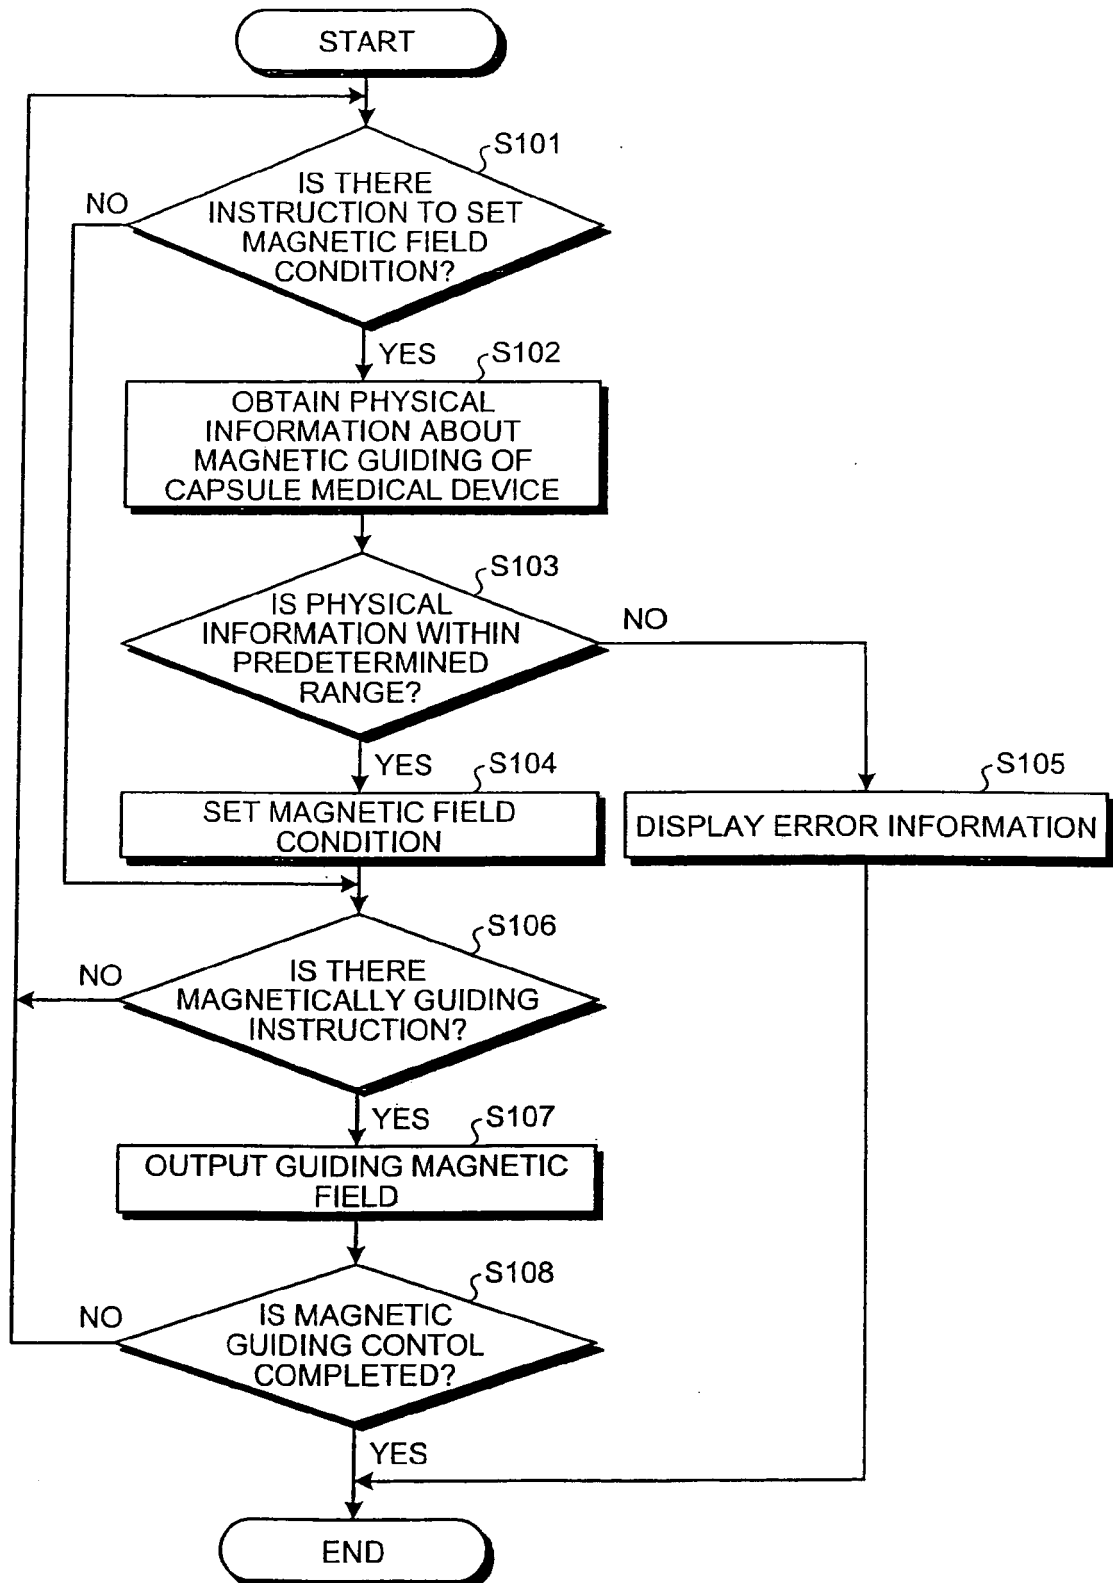 START
S101
IS THERE
INSTRUCTION TO SET
MAGNETIC FIELD
CONDITION?
NO
YES
S102
OBTAIN PHYSICAL
INFORMATION ABOUT
MAGNETIC GUIDING OF
CAPSULE MEDICAL DEVICE
S103
IS PHYSICAL
INFORMATION WITHIN
PREDETERMINED
RANGE?
NO
YES
S104
SET MAGNETIC FIELD
CONDITION
S105
DISPLAY ERROR INFORMATION
S106
IS THERE
MAGNETICALLY GUIDING
INSTRUCTION?
NO
YES
S107
OUTPUT GUIDING MAGNETIC
FIELD
S108
IS MAGNETIC
GUIDING CONTOL
COMPLETED?
NO
YES
END